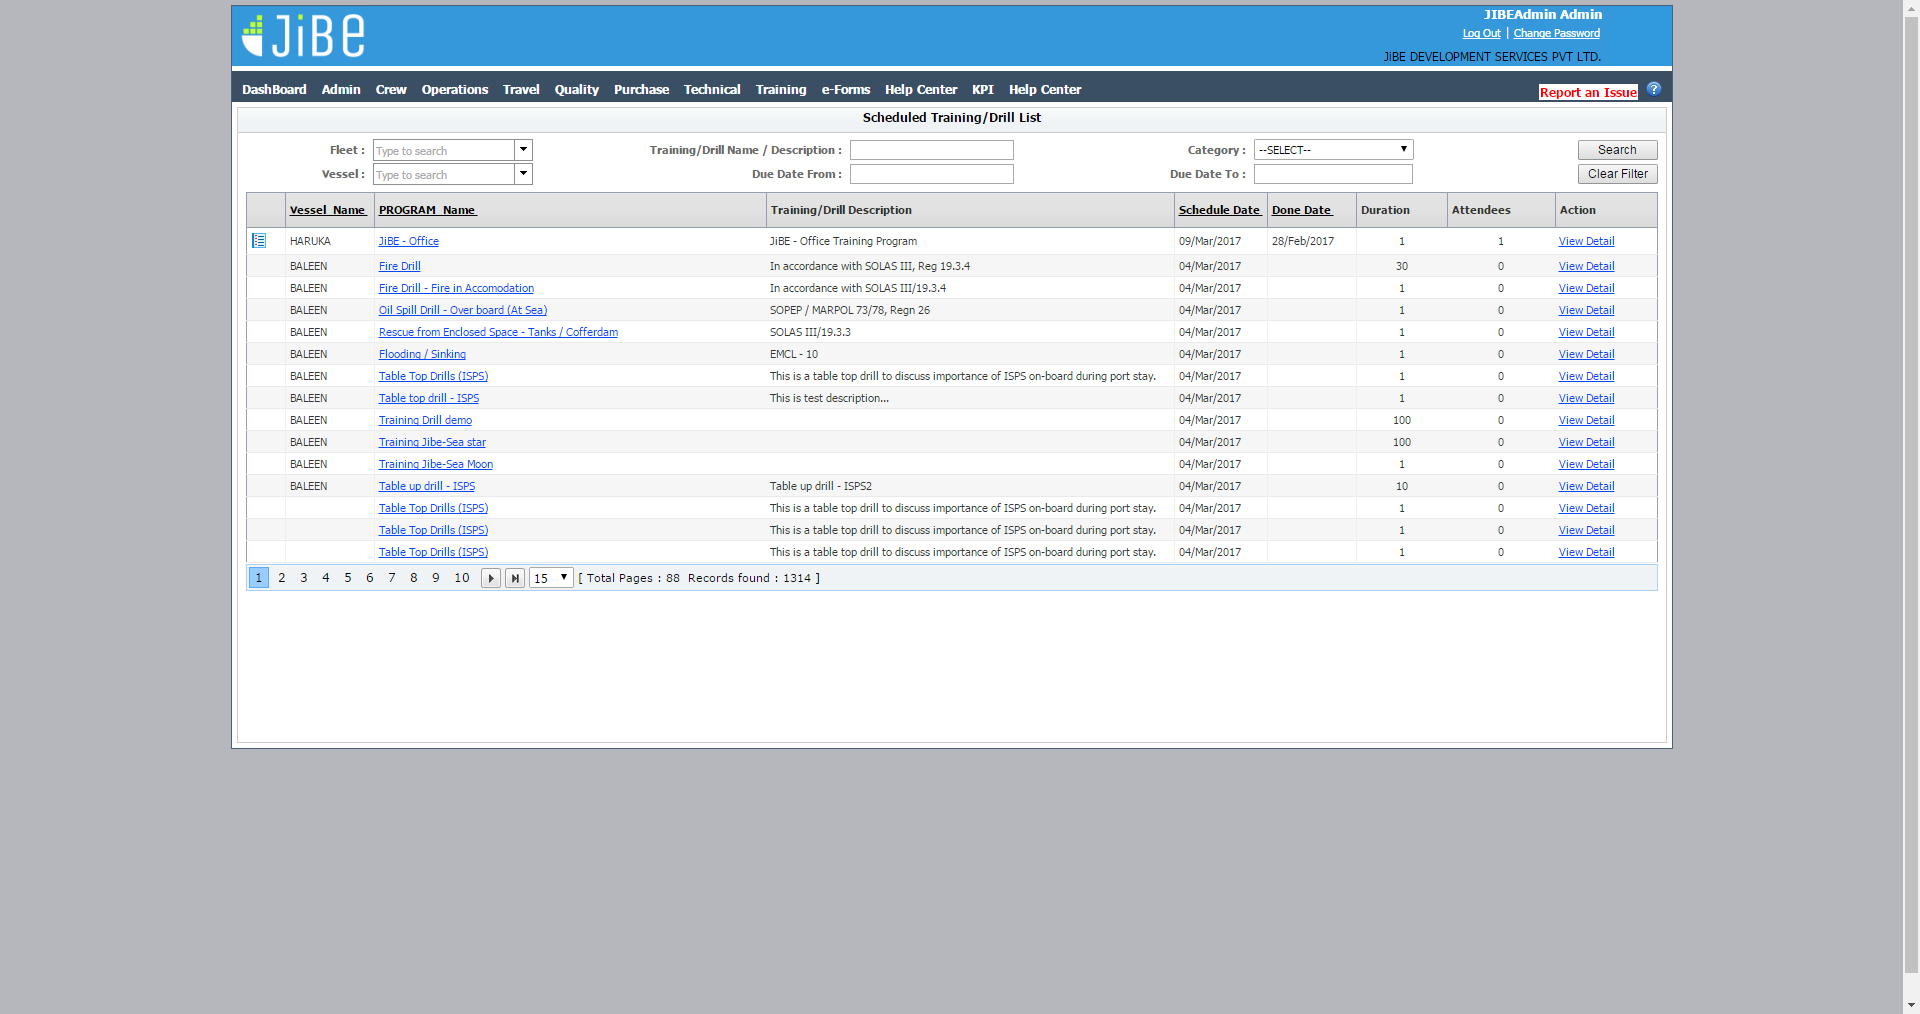 JiBE
JIBEAdmin Admin
Log Out | Change Password
JiBE DEVELOPMENT SERVICES PVT LTD.
DashBoard Admin Crew Operations Travel Quality Purchase Technical Training e-Forms Help Center KPI Help Center Report an Issue ?
Scheduled Training/Drill List
Fleet : Type to search Training/Drill Name / Description : Category : --SELECT-- Search
Vessel : Type to search Due Date From : Due Date To : Clear Filter
Vessel_Name PROGRAM_Name Training/Drill Description Schedule Date Done Date Duration Attendees Action
HARUKA JiBE - Office JiBE - Office Training Program 09/Mar/2017 28/Feb/2017 1 1 View Detail
BALEEN Fire Drill In accordance with SOLAS III, Reg 19.3.4 04/Mar/2017 30 0 View Detail
BALEEN Fire Drill - Fire in Accomodation In accordance with SOLAS III/19.3.4 04/Mar/2017 1 0 View Detail
BALEEN Oil Spill Drill - Over board (At Sea) SOPEP / MARPOL 73/78, Regn 26 04/Mar/2017 1 0 View Detail
BALEEN Rescue from Enclosed Space - Tanks / Cofferdam SOLAS III/19.3.3 04/Mar/2017 1 0 View Detail
BALEEN Flooding / Sinking EMCL - 10 04/Mar/2017 1 0 View Detail
BALEEN Table Top Drills (ISPS) This is a table top drill to discuss importance of ISPS on-board during port stay. 04/Mar/2017 1 0 View Detail
BALEEN Table top drill - ISPS This is test description... 04/Mar/2017 1 0 View Detail
BALEEN Training Drill demo 04/Mar/2017 100 0 View Detail
BALEEN Training Jibe-Sea star 04/Mar/2017 100 0 View Detail
BALEEN Training Jibe-Sea Moon 04/Mar/2017 1 0 View Detail
BALEEN Table up drill - ISPS Table up drill - ISPS2 04/Mar/2017 10 0 View Detail
Table Top Drills (ISPS) This is a table top drill to discuss importance of ISPS on-board during port stay. 04/Mar/2017 1 0 View Detail
Table Top Drills (ISPS) This is a table top drill to discuss importance of ISPS on-board during port stay. 04/Mar/2017 1 0 View Detail
Table Top Drills (ISPS) This is a table top drill to discuss importance of ISPS on-board during port stay. 04/Mar/2017 1 0 View Detail
1 2 3 4 5 6 7 8 9 10 15 [ Total Pages : 88 Records found : 1314 ]